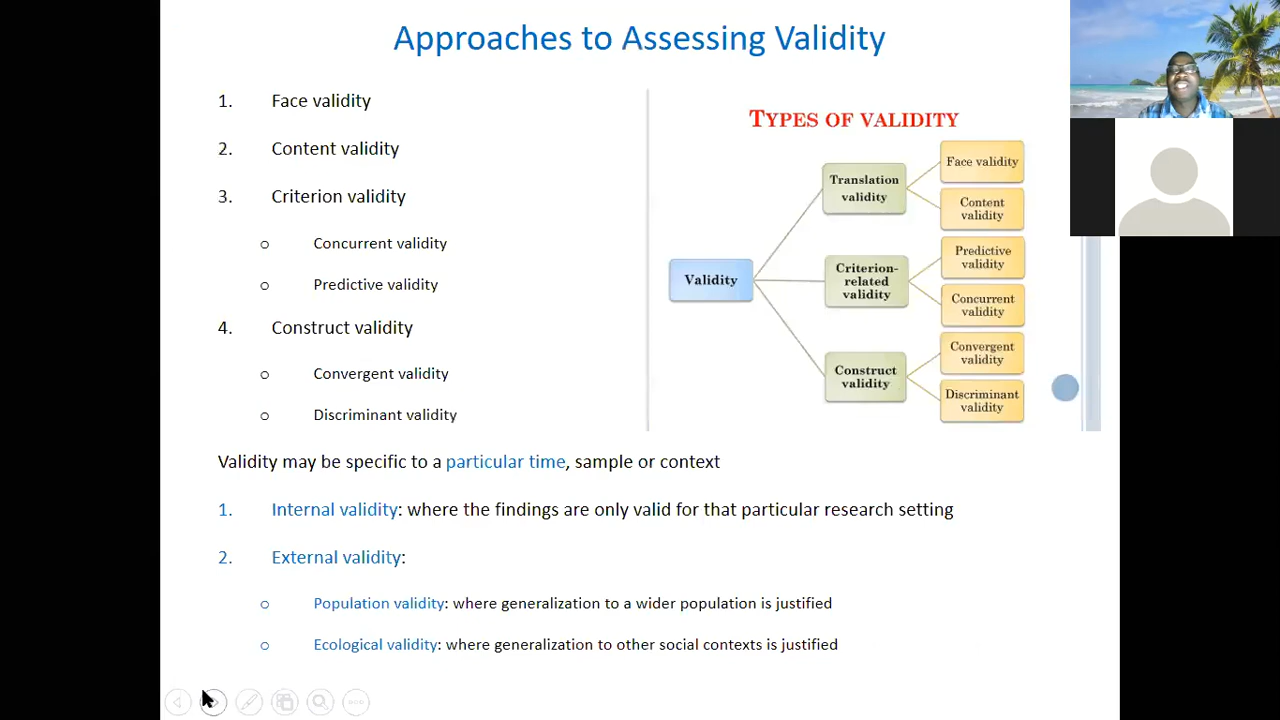 Approaches to Assessing Validity
1. Face validity
2. Content validity
3. Criterion validity
o Concurrent validity
o Predictive validity
4. Construct validity
o Convergent validity
o Discriminant validity
TYPES OF VALIDITY
Validity
Translation
validity
Face validity
Content
validity
Criterion-
related
validity
Predictive
validity
Concurrent
validity
Construct
validity
Convergent
validity
Discriminant
validity
Validity may be specific to a particular time, sample or context
1. Internal validity: where the findings are only valid for that particular research setting
2. External validity:
o Population validity: where generalization to a wider population is justified
o Ecological validity: where generalization to other social contexts is justified